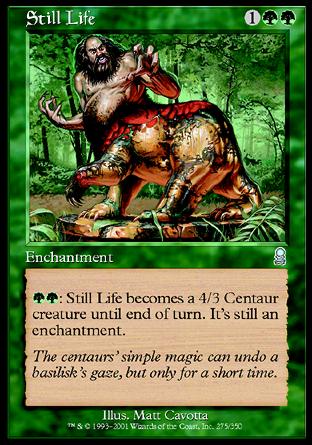 Still Life 1
Enchantment
: Still Life becomes a 4/3 Centaur
creature until end of turn. It's still an
enchantment.
The centaurs' simple magic can undo a
basilisk's gaze, but only for a short time.
Illus. Matt Cavotta
™ & © 1993–2001 Wizards of the Coast, Inc. 275/350